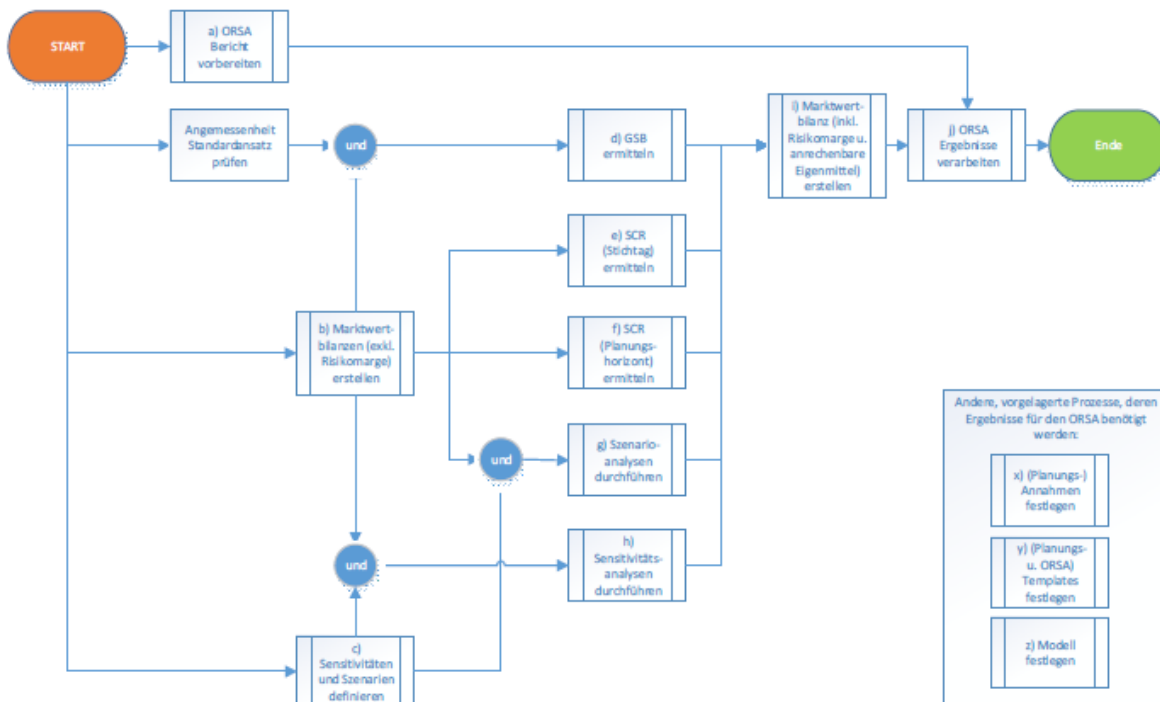 START
a) ORSA
Bericht
vorbereiten
Angemessenheit
Standardansatz
prüfen
und
d) GSB
ermitteln
i) Marktwert-
bilanz (inkl.
Risikomarge u.
anrechenbare
Eigenmittel)
erstellen
j) ORSA
Ergebnisse
verarbeiten
Ende
e) SCR
(Stichtag)
ermitteln
b) Marktwert-
bilanzen (exkl.
Risikomarge)
erstellen
f) SCR
(Planungs-
horizont)
ermitteln
und
g) Szenario-
analysen
durchführen
und
h)
Sensitivitäts-
analysen
durchführen
c)
Sensitivitäten
und Szenarien
definieren
Andere, vorgelagerte Prozesse, deren
Ergebnisse für den ORSA benötigt
werden:
x) (Planungs-)
Annahmen
festlegen
y) (Planungs-
u. ORSA)
Templates
festlegen
z) Modell
festlegen